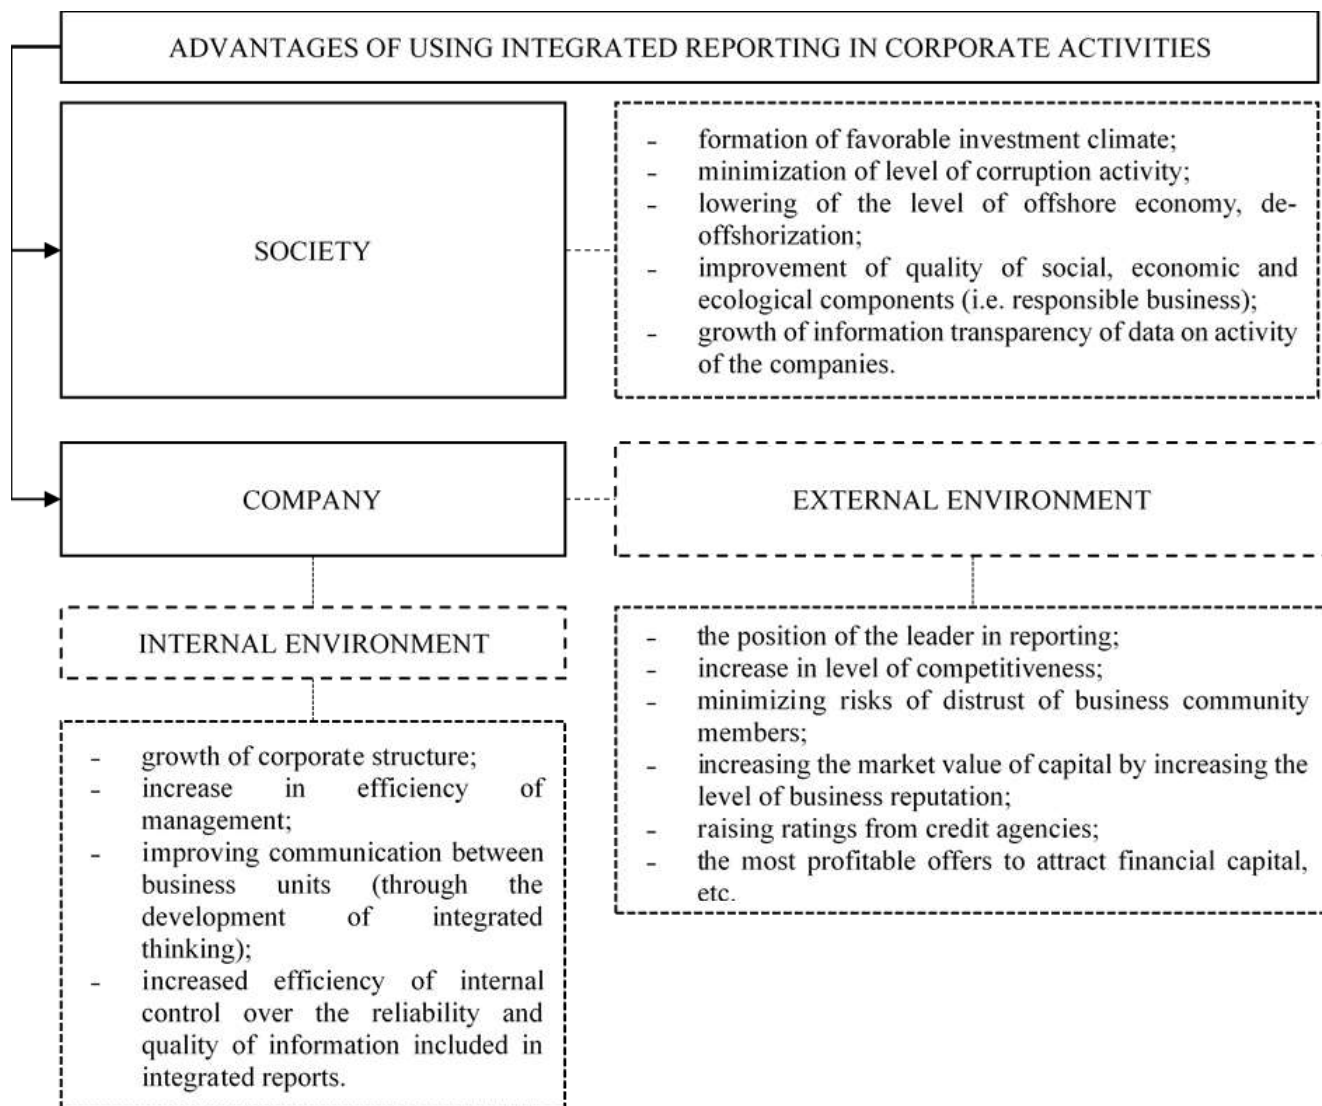 ADVANTAGES OF USING INTEGRATED REPORTING IN CORPORATE ACTIVITIES
SOCIETY
- formation of favorable investment climate;
- minimization of level of corruption activity;
- lowering of the level of offshore economy, de-
offshorization;
- improvement of quality of social, economic and
ecological components (i.e. responsible business);
- growth of information transparency of data on activity
of the companies.
COMPANY
EXTERNAL ENVIRONMENT
INTERNAL ENVIRONMENT
- growth of corporate structure;
- increase in efficiency of
management;
- improving communication between
business units (through the
development of integrated
thinking);
- increased efficiency of internal
control over the reliability and
quality of information included in
integrated reports.
- the position of the leader in reporting;
- increase in level of competitiveness;
- minimizing risks of distrust of business community
members;
- increasing the market value of capital by increasing the
level of business reputation;
- raising ratings from credit agencies;
- the most profitable offers to attract financial capital,
etc.